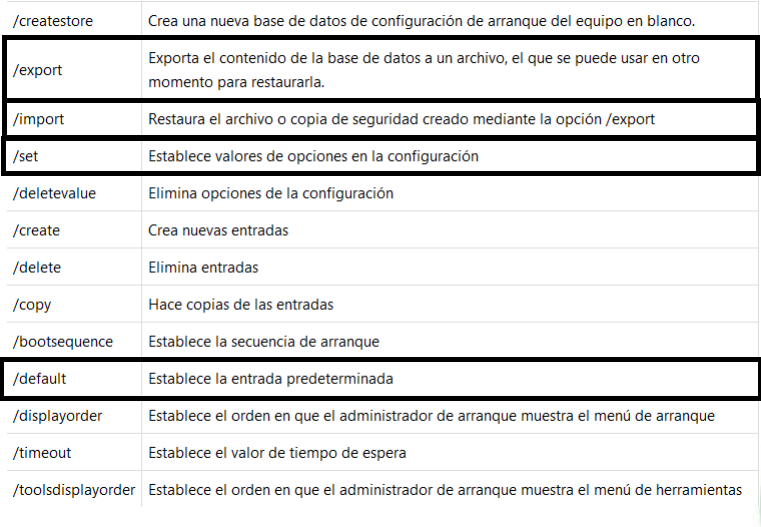 /createstore Crea una nueva base de datos de configuración de arranque del equipo en blanco.
/export Exporta el contenido de la base de datos a un archivo, el que se puede usar en otro
momento para restaurarla.
/import Restaura el archivo o copia de seguridad creado mediante la opción /export
/set Establece valores de opciones en la configuración
/deletevalue Elimina opciones de la configuración
/create Crea nuevas entradas
/delete Elimina entradas
/copy Hace copias de las entradas
/bootsequence Establece la secuencia de arranque
/default Establece la entrada predeterminada
/displayorder Establece el orden en que el administrador de arranque muestra el menú de arranque
/timeout Establece el valor de tiempo de espera
/toolsdisplayorder Establece el orden en que el administrador de arranque muestra el menú de herramientas